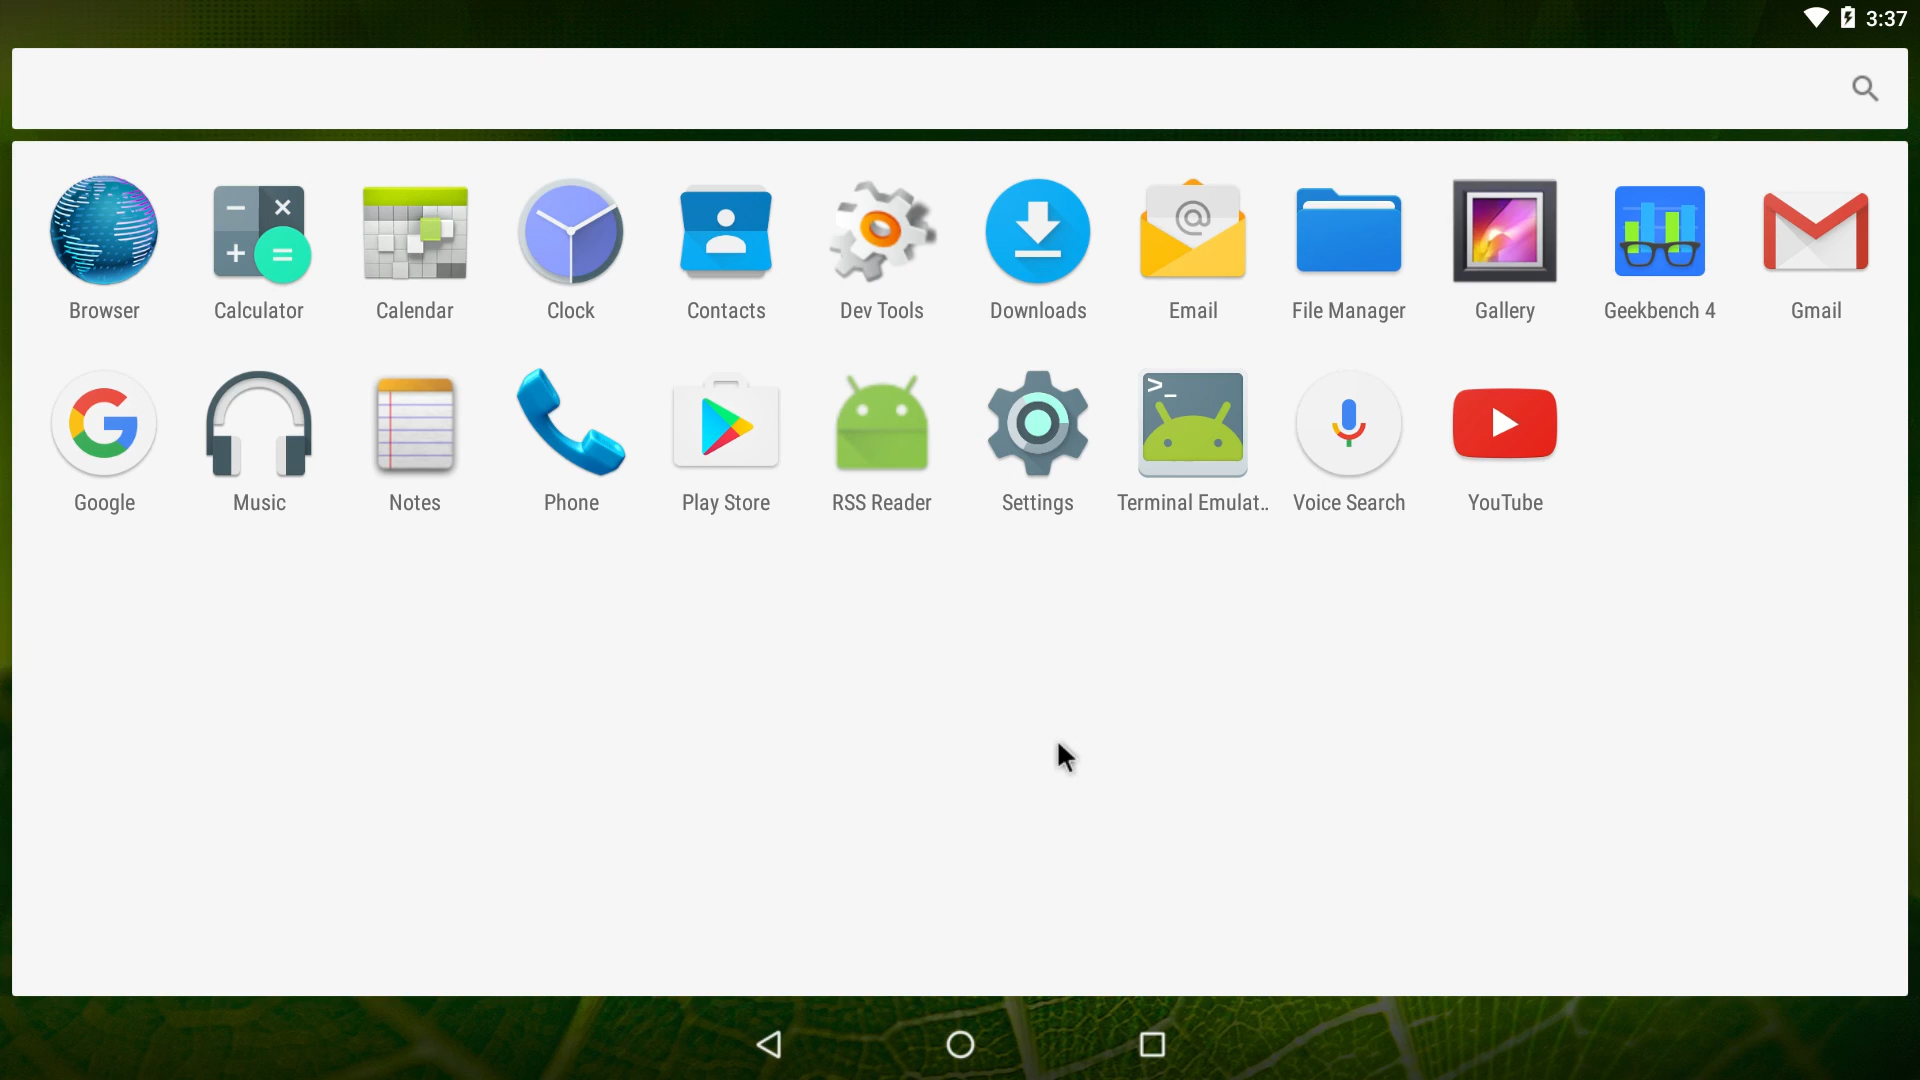 3:37
Browser Calculator Calendar Clock Contacts Dev Tools Downloads Email File Manager Gallery Geekbench 4 Gmail
Google Music Notes Phone Play Store RSS Reader Settings Terminal Emulat.. Voice Search YouTube